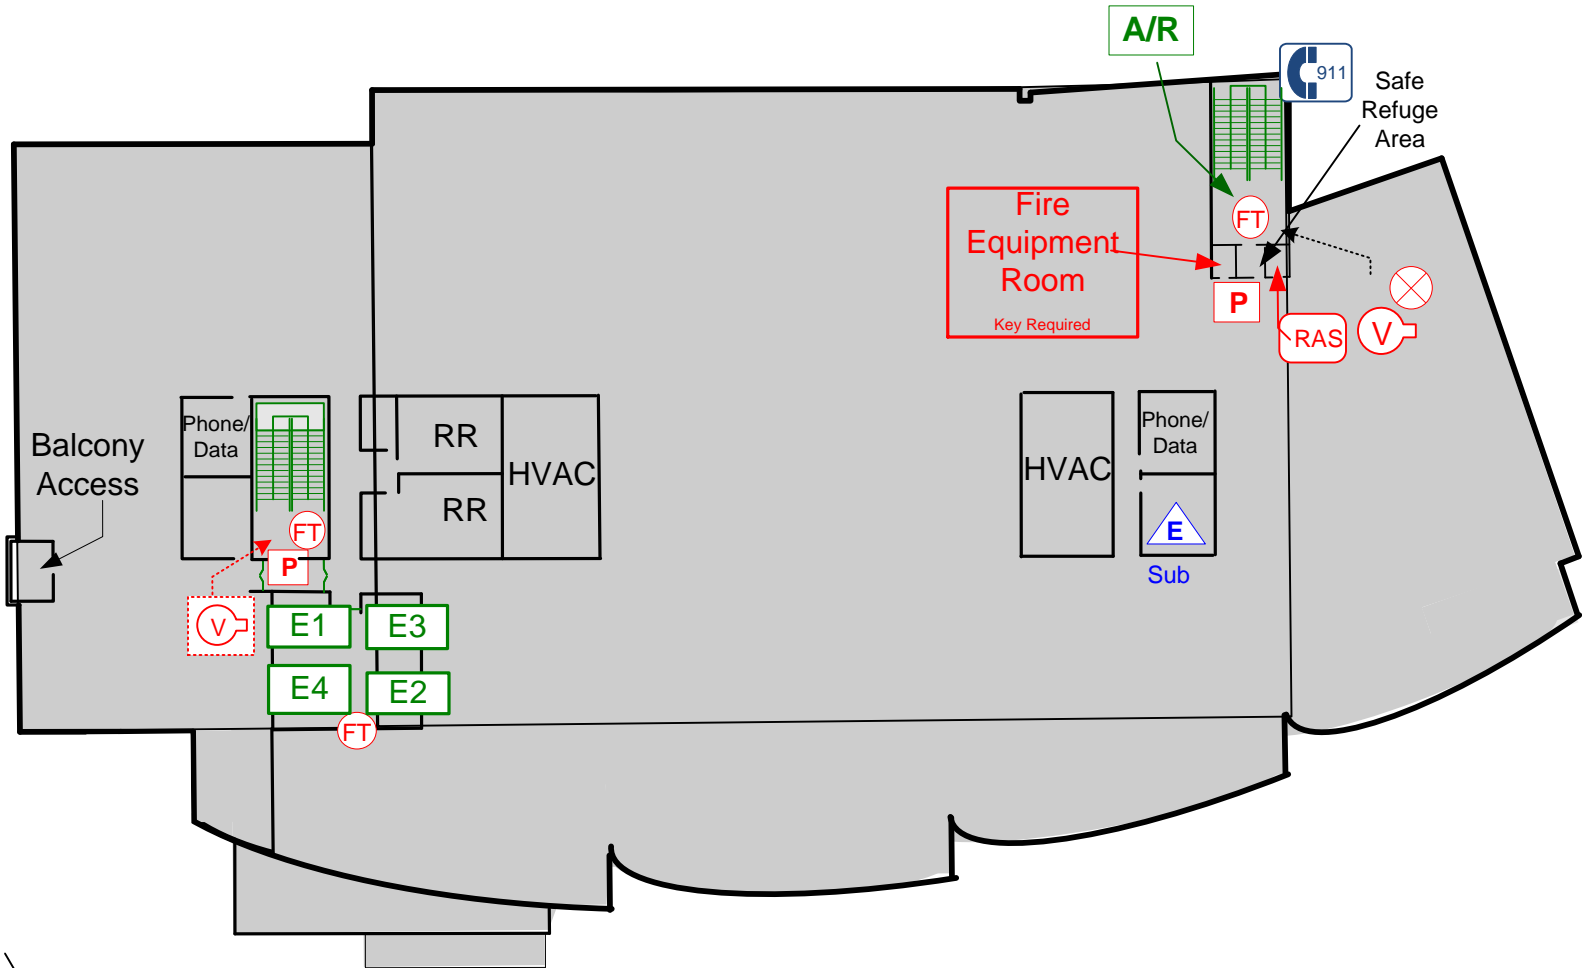 A/R
911
Safe
Refuge
Area
Fire
Equipment
Room
Key Required
FT
P
RAS
V
Phone/
Data
RR
HVAC
RR
Balcony
Access
FT
P
V
E1
E3
E4
E2
FT
HVAC
Phone/
Data
E
Sub